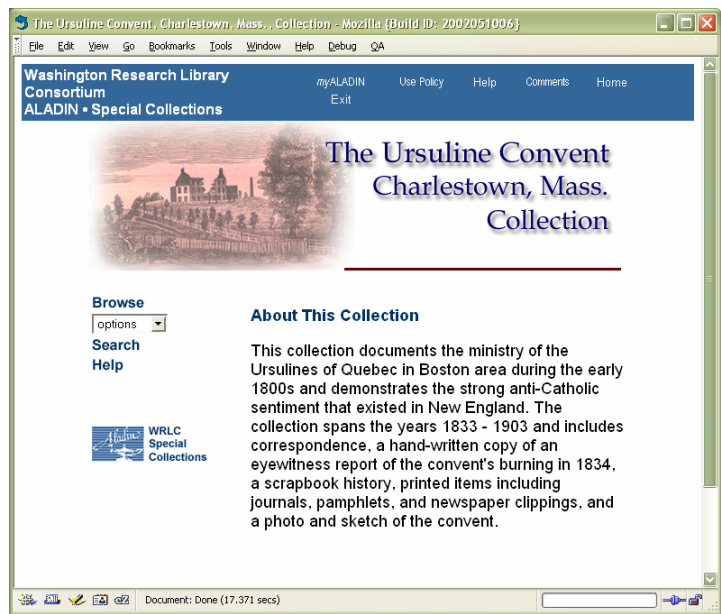 The Ursuline Convent, Charlestown, Mass. , Collection - Mozilla {Build ID: 2002051006}
File Edit View Go Bookmarks Tools Window Help Debug QA
Washington Research Library
Consortium
ALADIN • Special Collections
myALADIN Use Policy Help Comments Home
Exit
The Ursuline Convent
Charlestown, Mass.
Collection
Browse
options
Search
Help
Aladin
WRLC
Special
Collections
About This Collection
This collection documents the ministry of the
Ursulines of Quebec in Boston area during the early
1800s and demonstrates the strong anti-Catholic
sentiment that existed in New England. The
collection spans the years 1833 - 1903 and includes
correspondence, a hand-written copy of an
eyewitness report of the convent's burning in 1834,
a scrapbook history, printed items including
journals, pamphlets, and newspaper clippings, and
a photo and sketch of the convent.
Document: Done (17.371 secs)